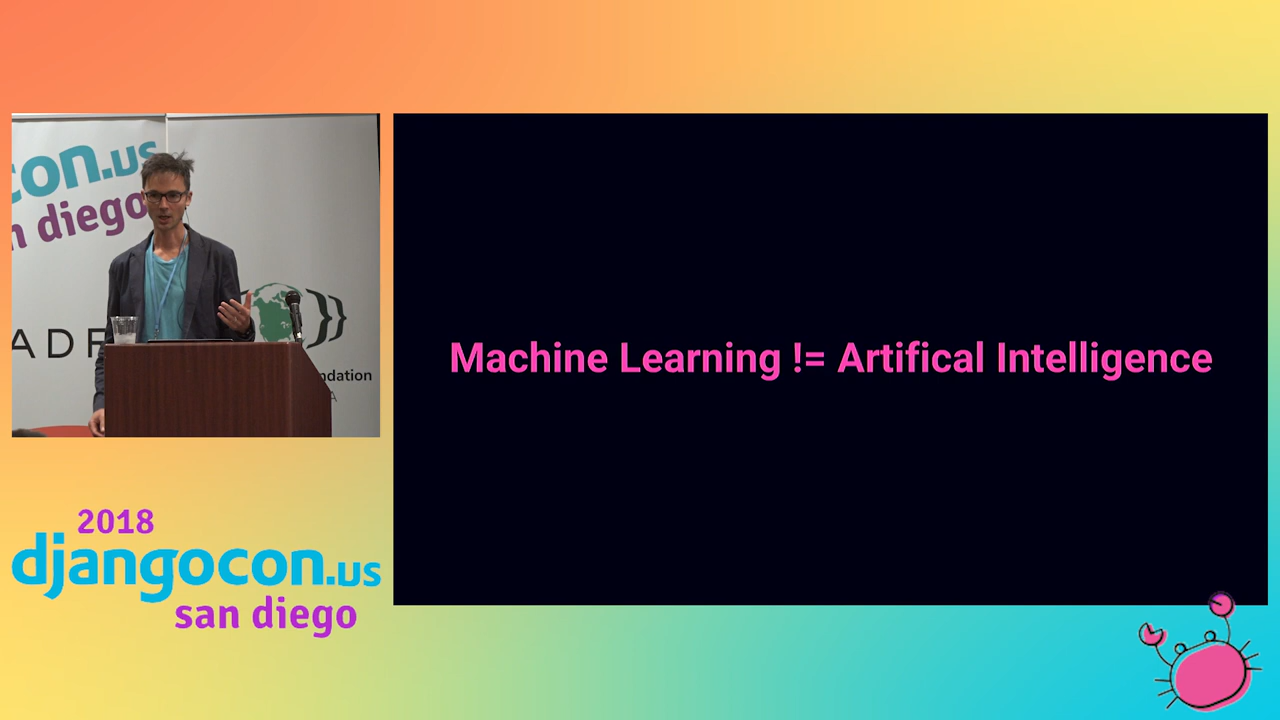 con.us
n diego
ADF
ndation
A
Machine Learning != Artifical Intelligence
2018
djangocon.us
san diego